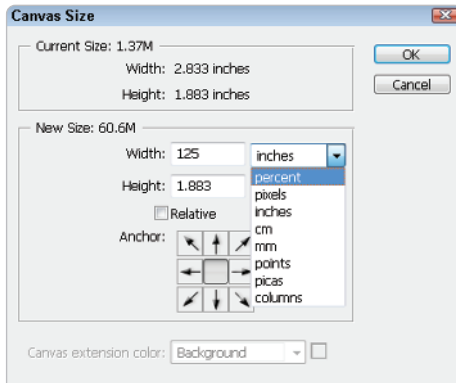 Canvas Size
Current Size: 1.37M
Width: 2.833 inches
Height: 1.883 inches
OK
Cancel
New Size: 60.6M
Width: 125 inches
percent
Height: 1.883
pixels
Relative
inches
Anchor:
cm
mm
points
picas
columns
Canvas extension color: Background